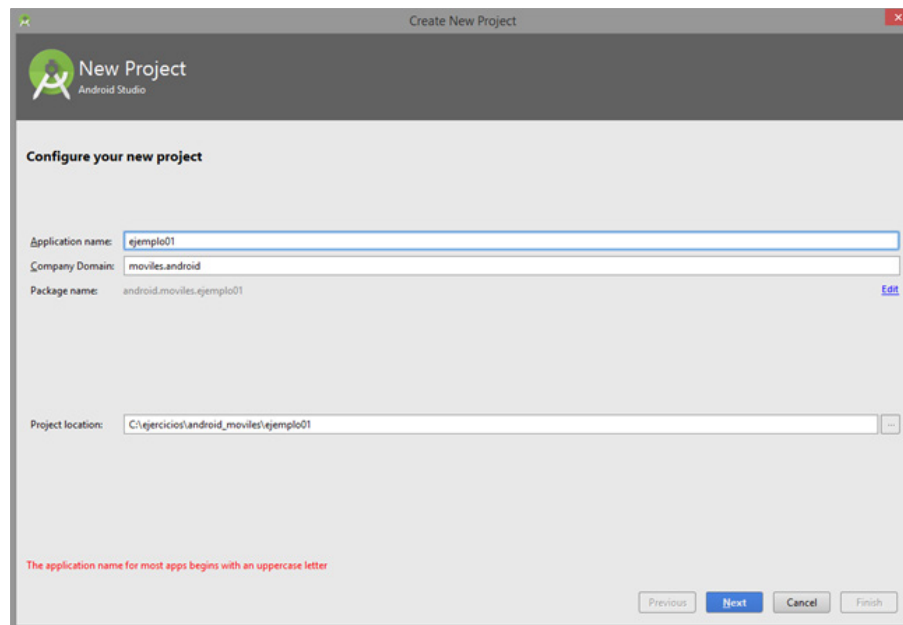 Create New Project
New Project
Android Studio
Configure your new project
Application name: ejemplo01
Company Domain: moviles.android
Package name: android.moviles.ejemplo01 Edit
Project location: C:\ejercicios\android_moviles\ejemplo01 ...
The application name for most apps begins with an uppercase letter
Previous Next Cancel Finish